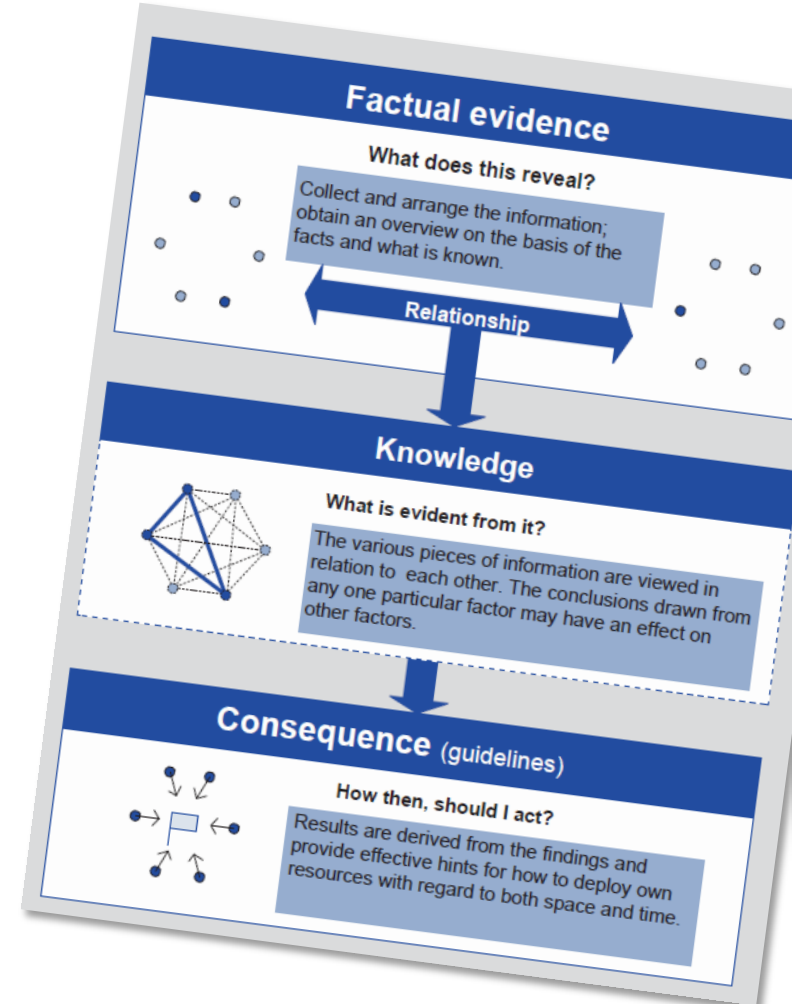 Factual evidence
What does this reveal?
Collect and arrange the information;
obtain an overview on the basis of the
facts and what is known.
Relationship
Knowledge
What is evident from it?
The various pieces of information are viewed in
relation to  each other. The conclusions drawn from
any one particular factor may have an effect on
other factors.
Consequence (guidelines)
How then, should I act?
Results are derived from the findings and
provide effective hints for how to deploy own
resources with regard to both space and time.